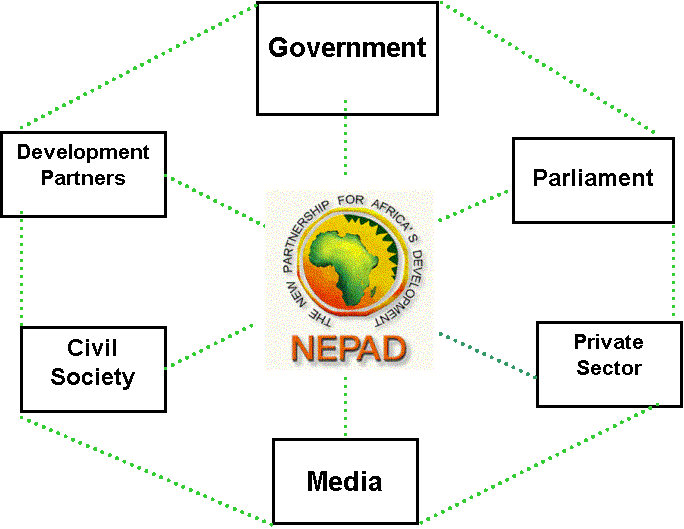 Government
Development
Partners
Parliament
THE NEW PARTNERSHIP FOR AFRICA'S DEVELOPMENT
NEPAD
Civil
Society
Private
Sector
Media